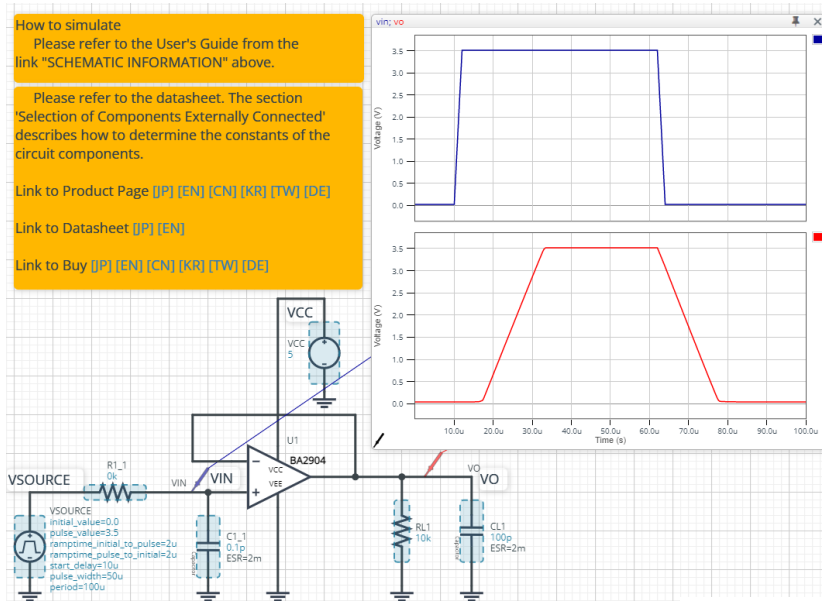 How to simulate
Please refer to the User's Guide from the
link "SCHEMATIC INFORMATION" above.
Please refer to the datasheet. The section
'Selection of Components Externally Connected'
describes how to determine the constants of the
circuit components.
Link to Product Page [JP] [EN] [CN] [KR] [TW] [DE]
Link to Datasheet [JP] [EN]
Link to Buy [JP] [EN] [CN] [KR] [TW] [DE]
vin; vo
Voltage (V)
3.5
3.0
2.5
2.0
1.5
1.0
0.5
0.0
Voltage (V)
3.5
3.0
2.5
2.0
1.5
1.0
0.5
0.0
10.0u 20.0u 30.0u 40.0u 50.0u 60.0u 70.0u 80.0u 90.0u 100.0u
Time (s)
VCC
VCC
5
U1
BA2904
VCC
VEE
R1_1
0k
VSOURCE
VIN
VIN
VO
VO
VSOURCE
initial_value=0.0
pulse_value=3.5
ramptime_initial_to_pulse=2u
ramptime_pulse_to_initial=2u
start_delay=10u
pulse_width=50u
period=100u
C1_1
0.1p
ESR=2m
Capacitor
RL1
10k
CL1
100p
ESR=2m
Capacitor